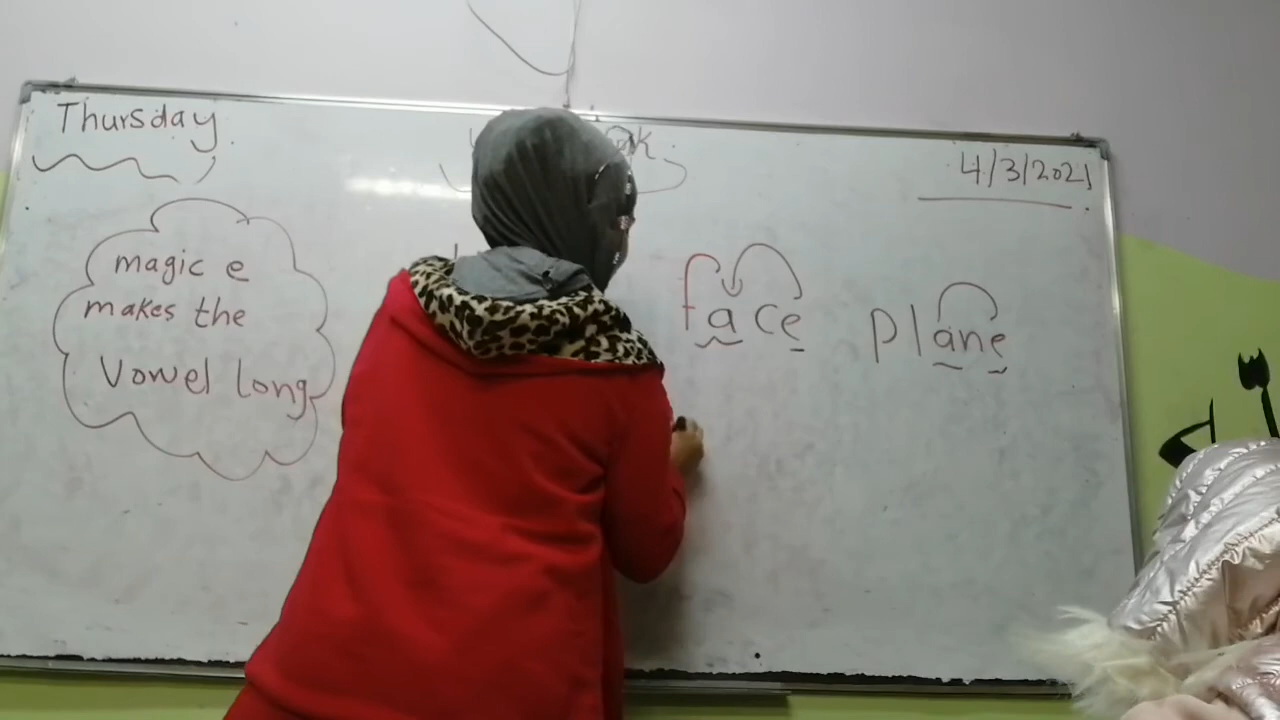 Thursday
4/3/2021
magic e
makes the
Vowel long
face
plane